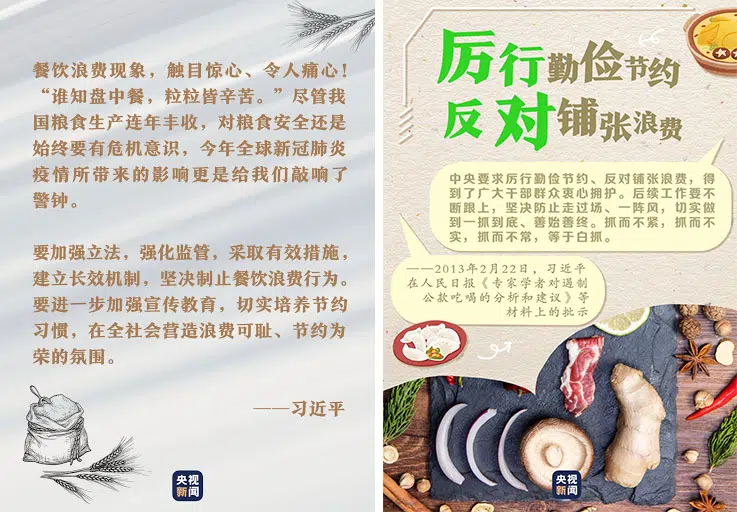 餐饮浪费现象，触目惊心、令人痛心！
“谁知盘中餐，粒粒皆辛苦。”尽管我
国粮食生产连年丰收，对粮食安全还是
始终要有危机意识，今年全球新冠肺炎
疫情所带来的影响更是给我们敲响了
警钟。
要加强立法，强化监管，采取有效措施，
建立长效机制，坚决制止餐饮浪费行为。
要进一步加强宣传教育，切实培养节约
习惯，在全社会营造浪费可耻、节约为
荣的氛围。
——习近平
央视
新闻
厉行勤俭节约
反对铺张浪费
中央要求厉行勤俭节约、反对铺张浪费，得
到了广大干部群众衷心拥护。后续工作要不
断跟上，坚决防止走过场、一阵风，切实做
到一抓到底、善始善终。抓而不紧，抓而不
实，抓而不常，等于白抓。
——2013年2月22日，习近平
在人民日报《专家学者对遏制
公款吃喝的分析和建议》等
材料上的批示
央视
新闻